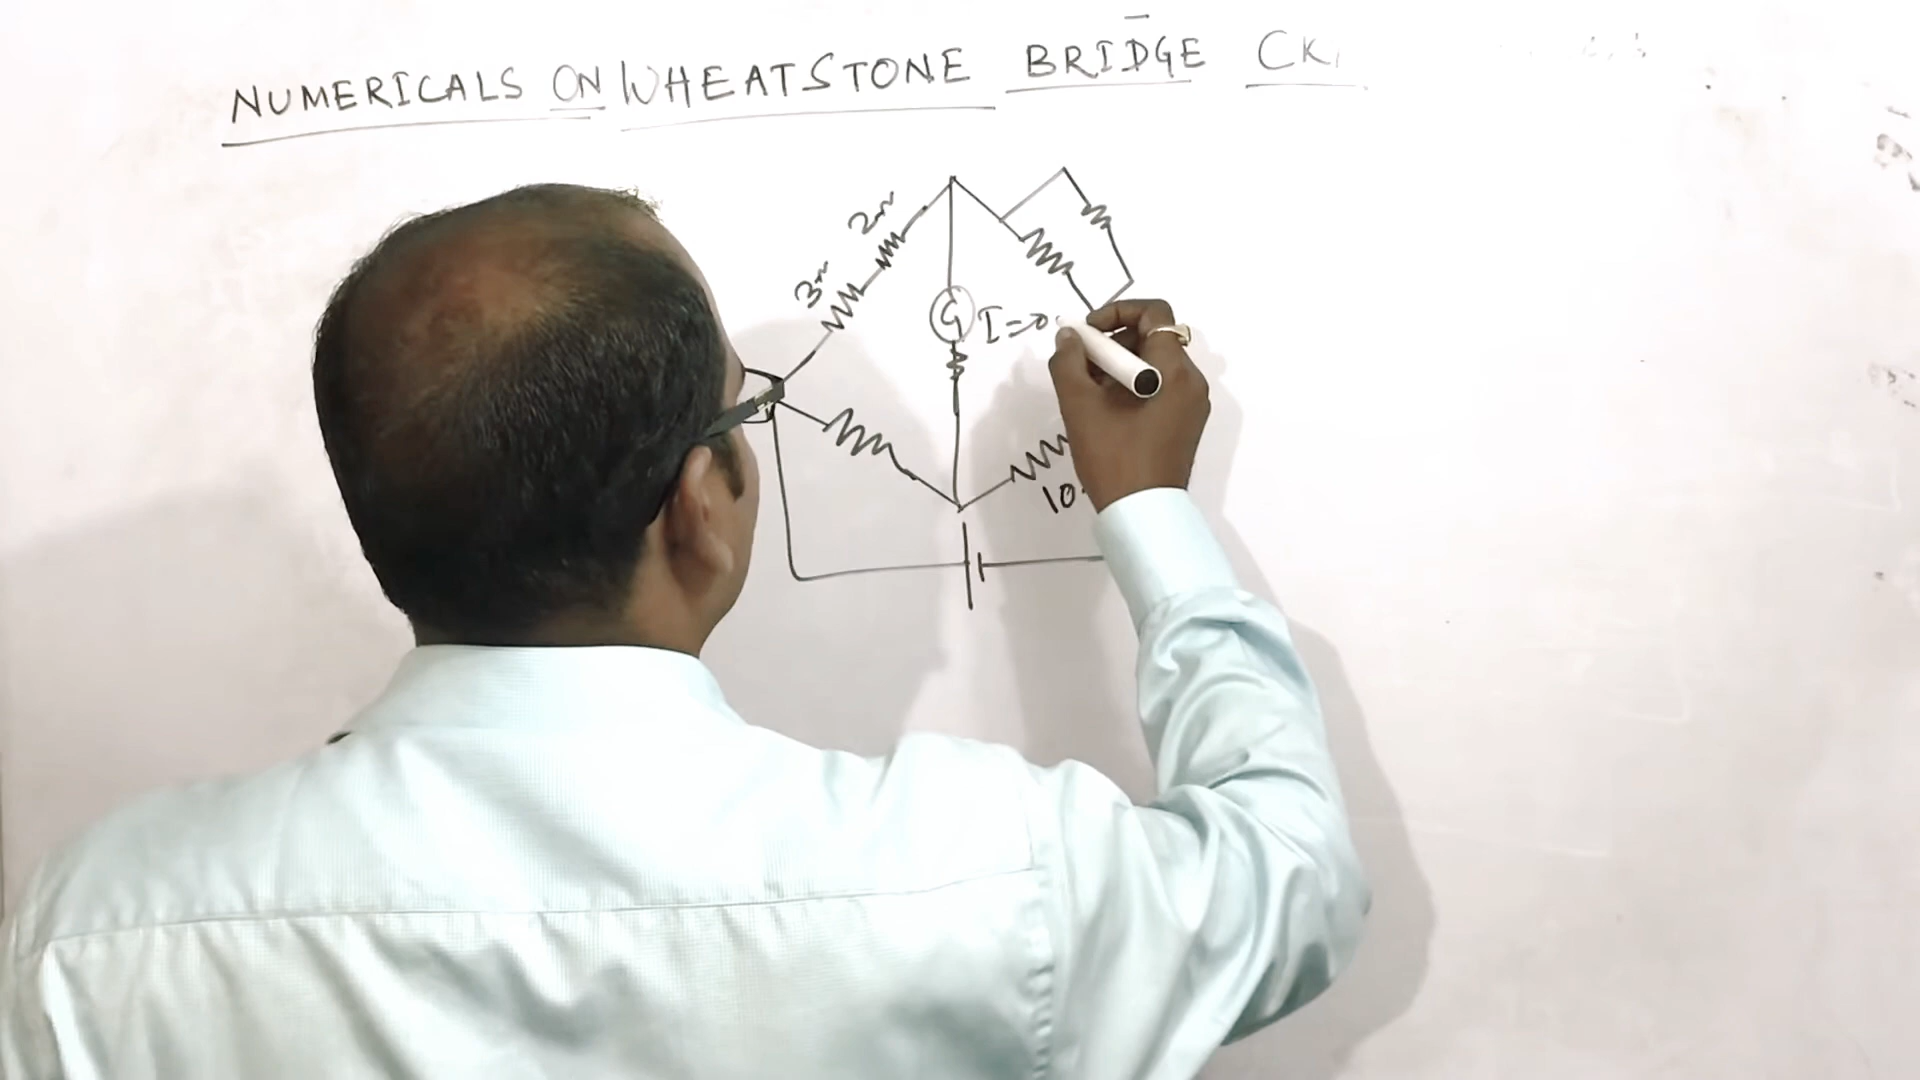 NUMERICALS ON WHEATSTONE BRIDGE CK
2Ω
3Ω
G I=0
10